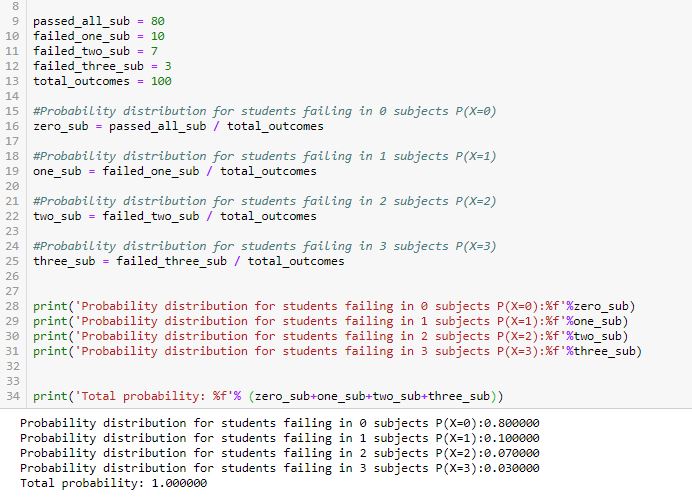 8
9 passed_all_sub = 80
10 failed_one_sub = 10
11 failed_two_sub = 7
12 failed_three_sub = 3
13 total_outcomes = 100
14
15 #Probability distribution for students failing in 0 subjects P(X=0)
16 zero_sub = passed_all_sub / total_outcomes
17
18 #Probability distribution for students failing in 1 subjects P(X=1)
19 one_sub = failed_one_sub / total_outcomes
20
21 #Probability distribution for students failing in 2 subjects P(X=2)
22 two_sub = failed_two_sub / total_outcomes
23
24 #Probability distribution for students failing in 3 subjects P(X=3)
25 three_sub = failed_three_sub / total_outcomes
26
27
28 print('Probability distribution for students failing in 0 subjects P(X=0):%f'%zero_sub)
29 print('Probability distribution for students failing in 1 subjects P(X=1):%f'%one_sub)
30 print('Probability distribution for students failing in 2 subjects P(X=2):%f'%two_sub)
31 print('Probability distribution for students failing in 3 subjects P(X=3):%f'%three_sub)
32
33
34 print('Total probability: %f'% (zero_sub+one_sub+two_sub+three_sub))
Probability distribution for students failing in 0 subjects P(X=0):0.800000
Probability distribution for students failing in 1 subjects P(X=1):0.100000
Probability distribution for students failing in 2 subjects P(X=2):0.070000
Probability distribution for students failing in 3 subjects P(X=3):0.030000
Total probability: 1.000000